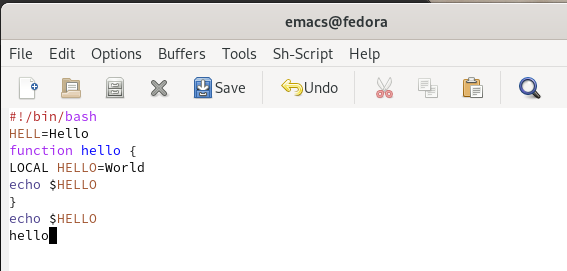 emacs@fedora
File Edit Options Buffers Tools Sh-Script Help
Save Undo
#!/bin/bash
HELL=Hello
function hello {
LOCAL HELLO=World
echo $HELLO
}
echo $HELLO
hello